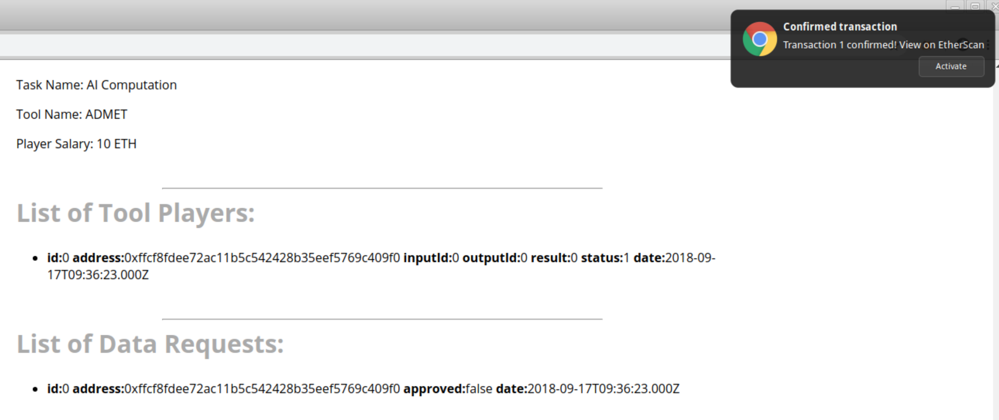 Confirmed transaction
Transaction 1 confirmed! View on EtherScan
Activate
Task Name: AI Computation
Tool Name: ADMET
Player Salary: 10 ETH
List of Tool Players:
id:0 address:0xffcf8fdee72ac11b5c542428b35eef5769c409f0 inputId:0 outputId:0 result:0 status:1 date:2018-09-
17T09:36:23.000Z
List of Data Requests:
id:0 address:0xffcf8fdee72ac11b5c542428b35eef5769c409f0 approved:false date:2018-09-17T09:36:23.000Z